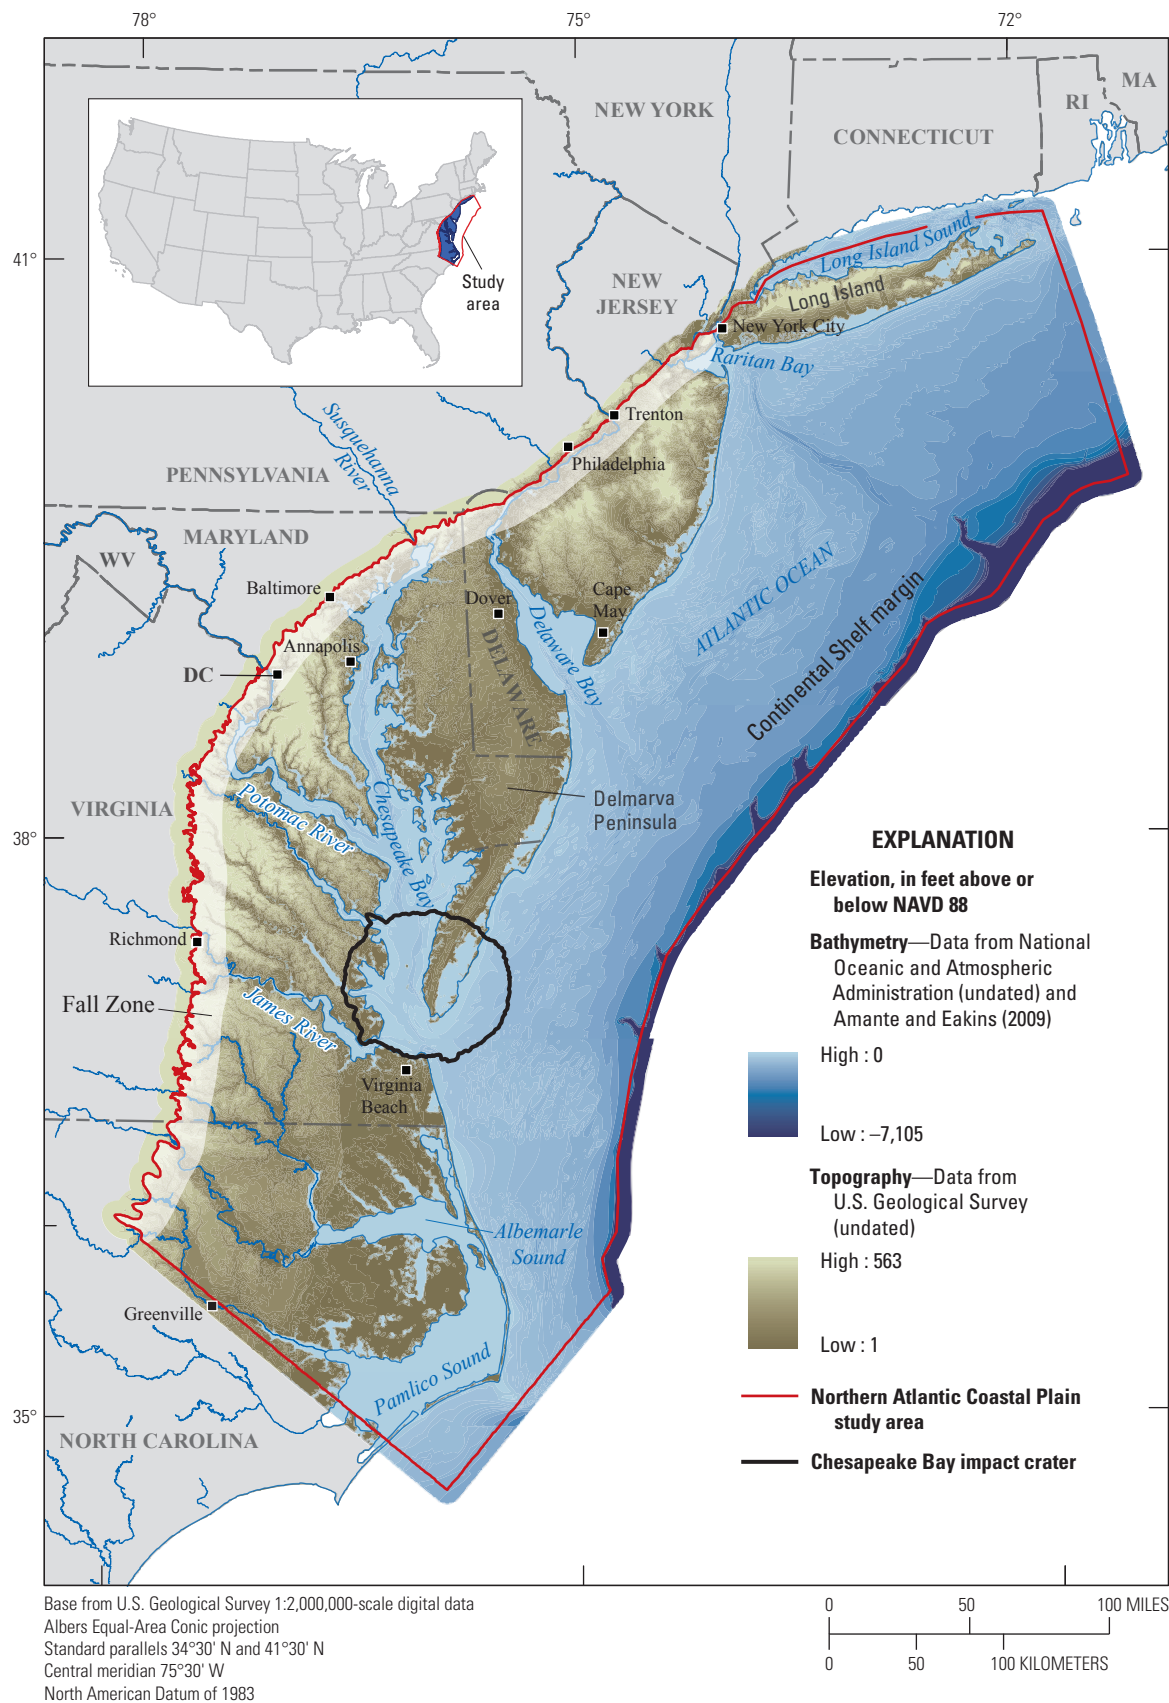 78°
75°
72°
NEW YORK
CONNECTICUT
RI
MA
Study
area
41°
Long Island Sound
Long Island
NEW
JERSEY
New York City
Raritan Bay
Trenton
Philadelphia
Susquehanna
River
PENNSYLVANIA
MARYLAND
WV
Baltimore
Dover
Cape
May
ATLANTIC OCEAN
Annapolis
DELAWARE
Delaware Bay
DC
Continental Shelf margin
VIRGINIA
Potomac River
Chesapeake Bay
Delmarva
Peninsula
38°
Richmond
Fall Zone
James River
Virginia
Beach
Albemarle
Sound
Greenville
Pamlico Sound
35°
NORTH CAROLINA
EXPLANATION
Elevation, in feet above or
below NAVD 88
Bathymetry—Data from National
Oceanic and Atmospheric
Administration (undated) and
Amante and Eakins (2009)
High : 0
Low : –7,105
Topography—Data from
U.S. Geological Survey
(undated)
High : 563
Low : 1
Northern Atlantic Coastal Plain
study area
Chesapeake Bay impact crater
Base from U.S. Geological Survey 1:2,000,000-scale digital data
Albers Equal-Area Conic projection
Standard parallels 34°30' N and 41°30' N
Central meridian 75°30' W
North American Datum of 1983
0 50 100 MILES
0 50 100 KILOMETERS